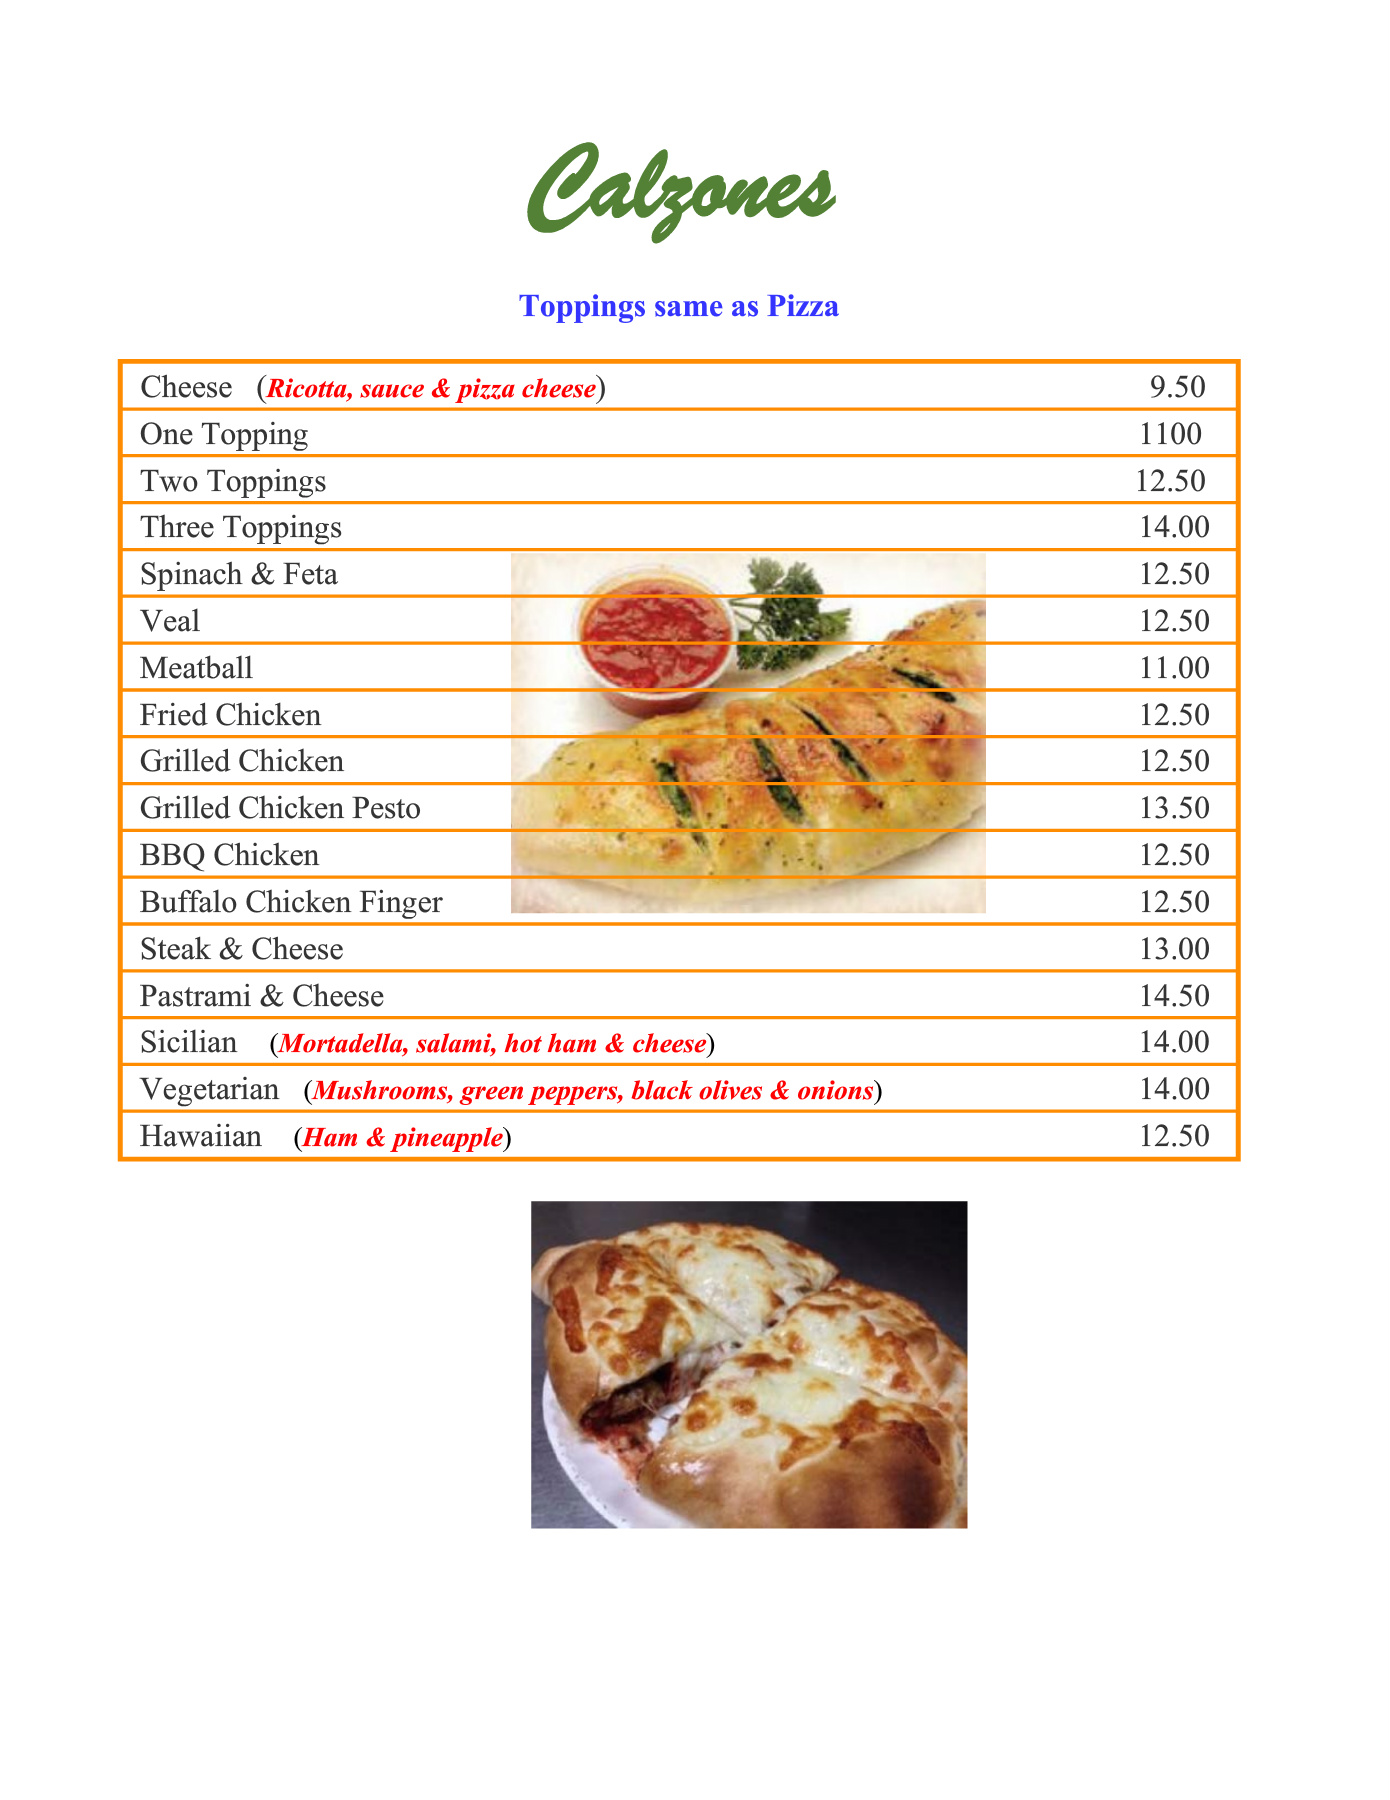 Calzones
Toppings same as Pizza
Cheese (Ricotta, sauce & pizza cheese) 9.50
One Topping 1100
Two Toppings 12.50
Three Toppings 14.00
Spinach & Feta 12.50
Veal 12.50
Meatball 11.00
Fried Chicken 12.50
Grilled Chicken 12.50
Grilled Chicken Pesto 13.50
BBQ Chicken 12.50
Buffalo Chicken Finger 12.50
Steak & Cheese 13.00
Pastrami & Cheese 14.50
Sicilian (Mortadella, salami, hot ham & cheese) 14.00
Vegetarian (Mushrooms, green peppers, black olives & onions) 14.00
Hawaiian (Ham & pineapple) 12.50